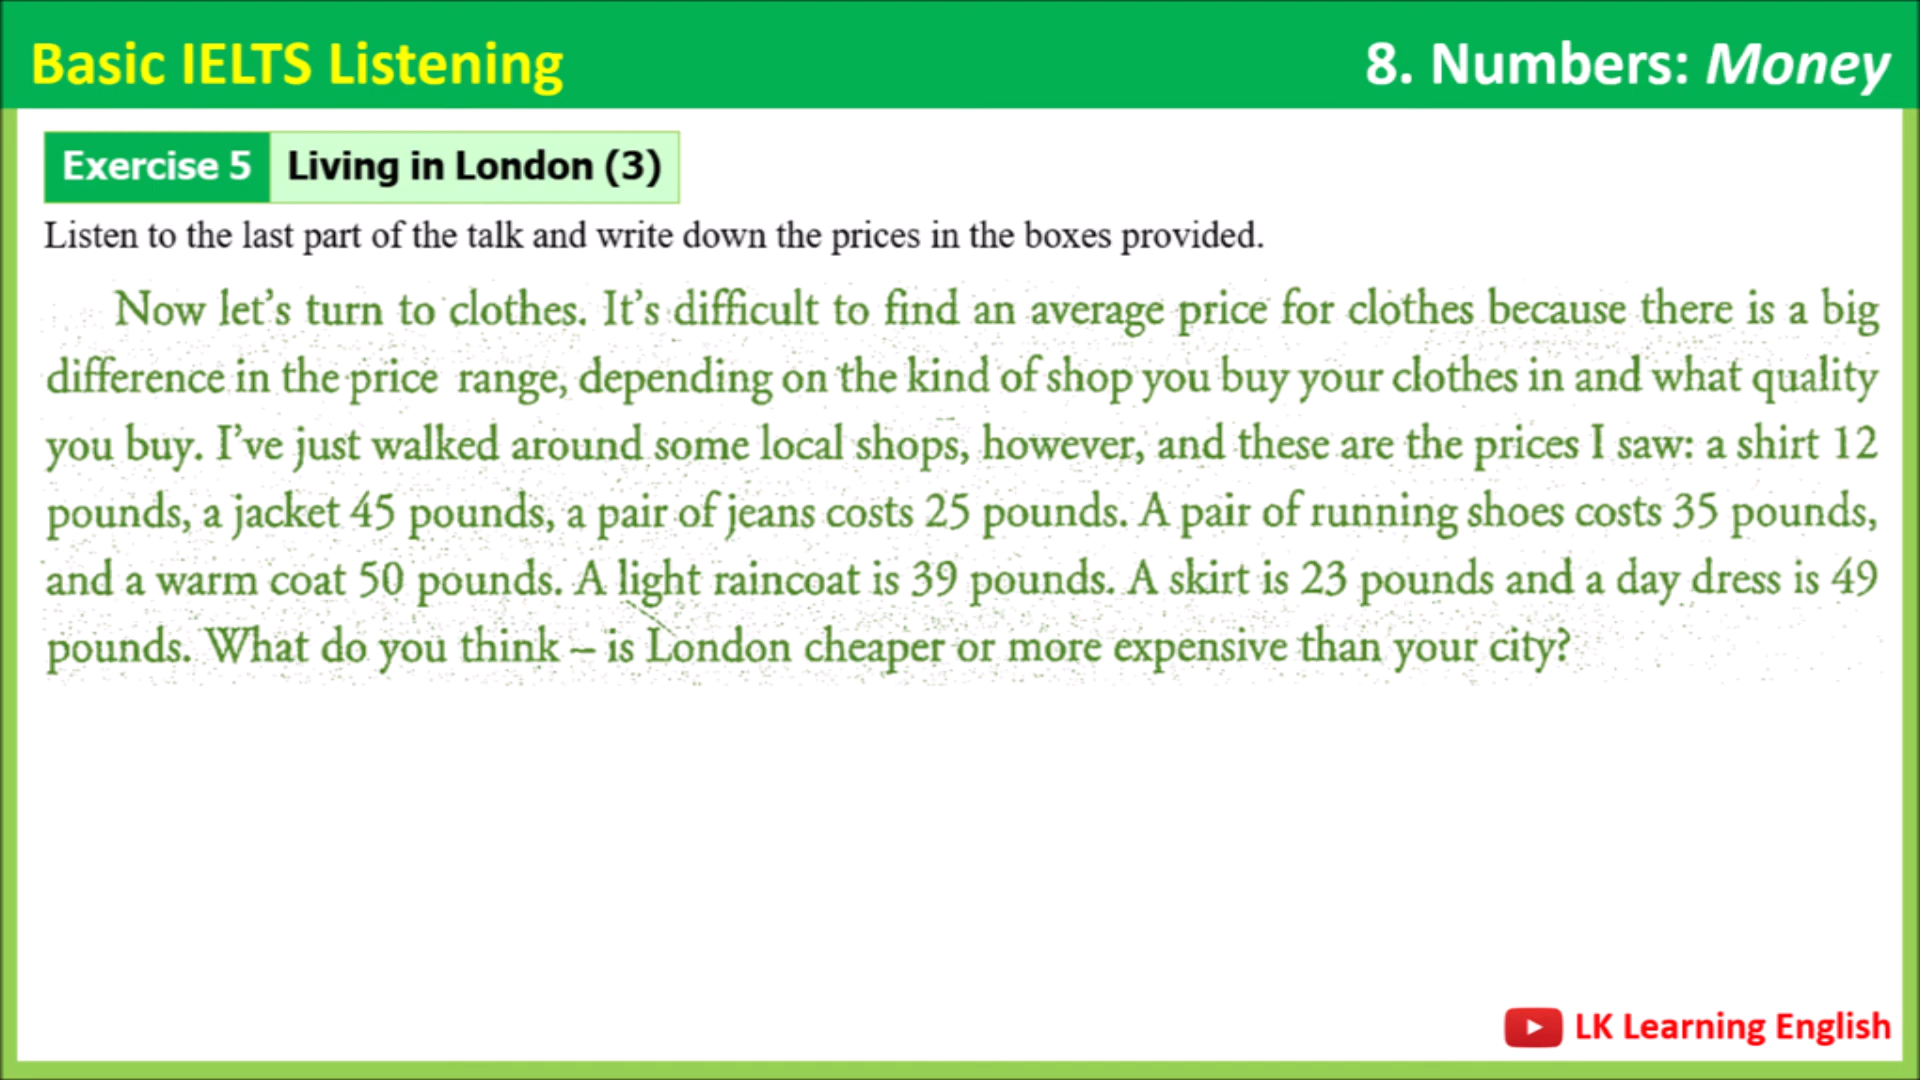 Basic IELTS Listening
8. Numbers: Money
Exercise 5 Living in London (3)
Listen to the last part of the talk and write down the prices in the boxes provided.
Now let's turn to clothes. It's difficult to find an average price for clothes because there is a big
difference in the price range, depending on the kind of shop you buy your clothes in and what quality
you buy. I've just walked around some local shops, however, and these are the prices I saw: a shirt 12
pounds, a jacket 45 pounds, a pair of jeans costs 25 pounds. A pair of running shoes costs 35 pounds,
and a warm coat 50 pounds. A light raincoat is 39 pounds. A skirt is 23 pounds and a day dress is 49
pounds. What do you think – is London cheaper or more expensive than your city?
LK Learning English